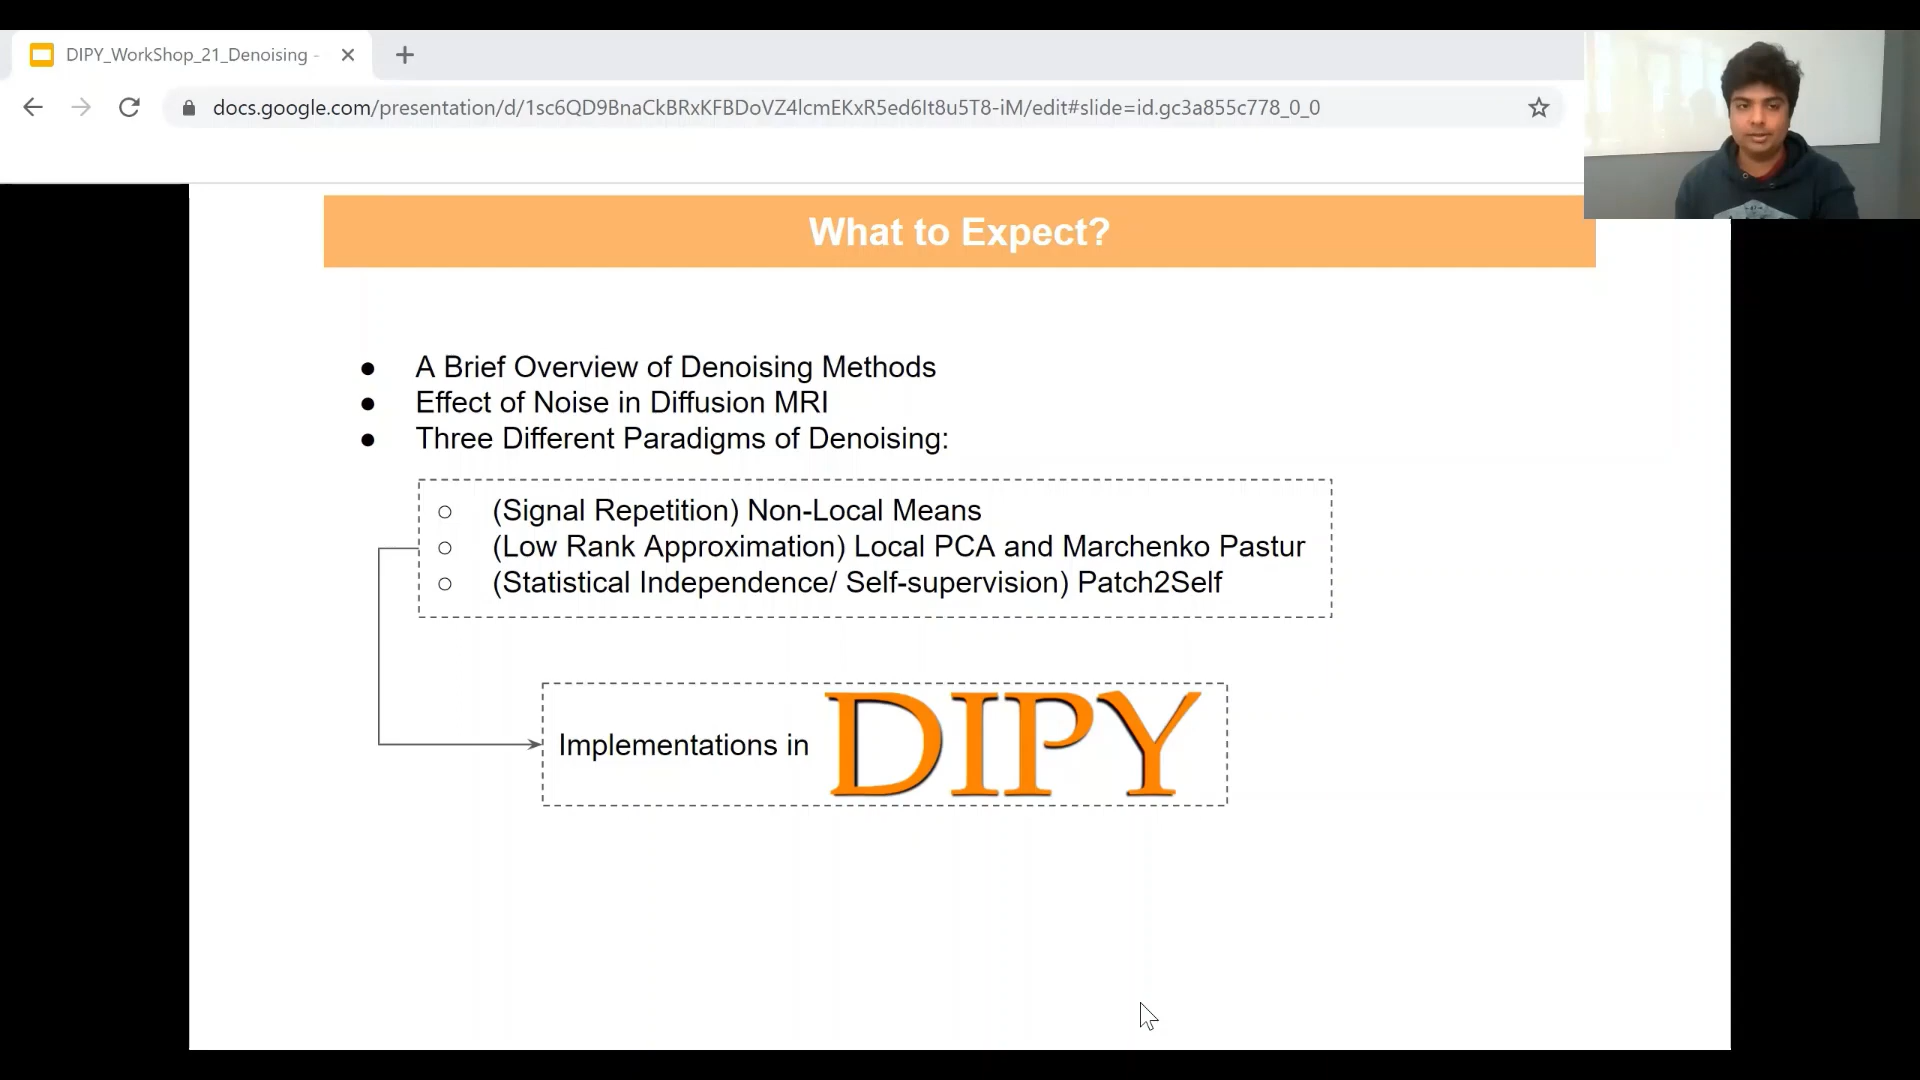 DIPY_WorkShop_21_Denoising -
docs.google.com/presentation/d/1sc6QD9BnaCkBRxKFBDoVZ4lcmEKxR5ed6It8u5T8-iM/edit#slide=id.gc3a855c778_0_0
What to Expect?
● A Brief Overview of Denoising Methods
● Effect of Noise in Diffusion MRI
● Three Different Paradigms of Denoising:
○ (Signal Repetition) Non-Local Means
○ (Low Rank Approximation) Local PCA and Marchenko Pastur
○ (Statistical Independence/ Self-supervision) Patch2Self
Implementations in DIPY